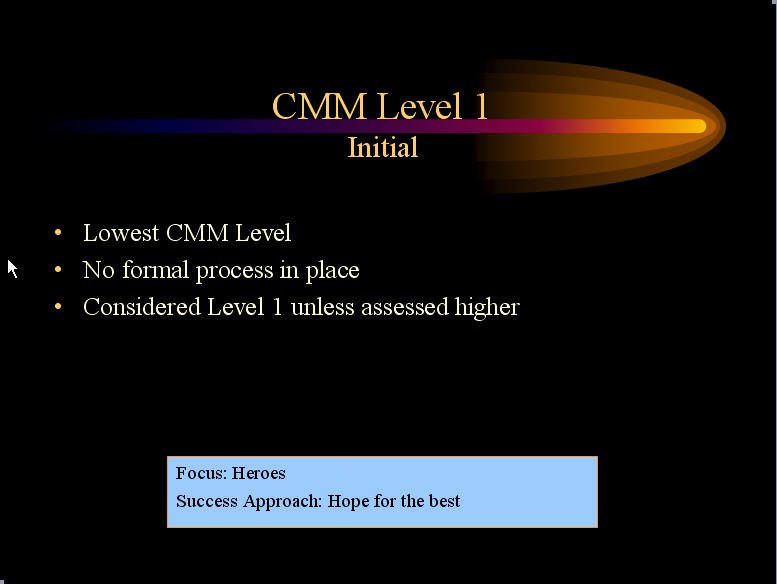 CMM Level 1
Initial
• Lowest CMM Level
• No formal process in place
• Considered Level 1 unless assessed higher
Focus: Heroes
Success Approach: Hope for the best